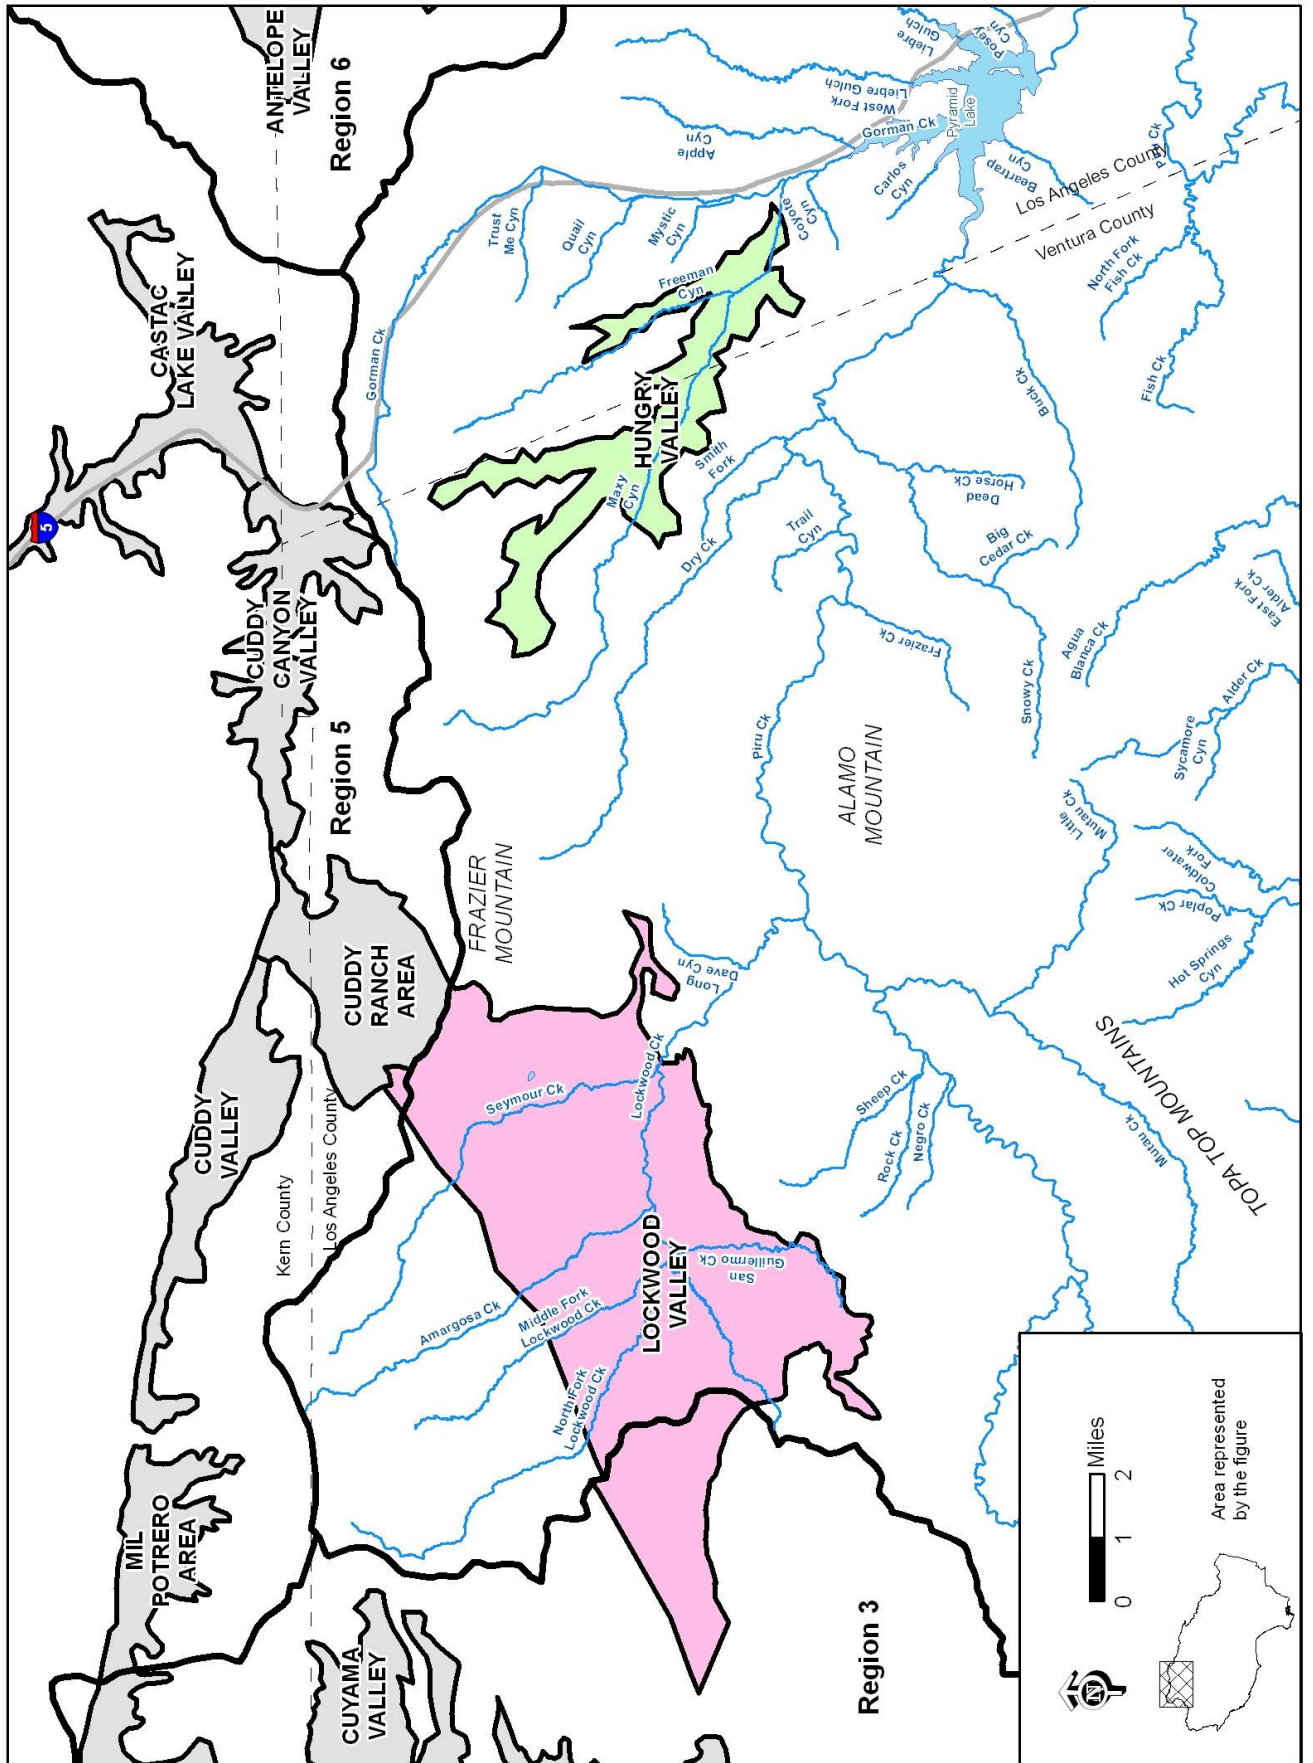 ANTELOPE
VALLEY
Region 6
CASTAC
LAKE VALLEY
5
CUDDY
CANYON
VALLEY
Region 5
CUDDY
RANCH
AREA
CUDDY
VALLEY
Kern County
Los Angeles County
MIL
POTRERO
AREA
CUYAMA
VALLEY
Region 3
FRAZIER
MOUNTAIN
ALAMO
MOUNTAIN
TOPA TOP MOUNTAINS
HUNGRY
VALLEY
LOCKWOOD
VALLEY
Gorman Ck
Trust
Me Cyn
Quail
Cyn
Mystic
Cyn
Freeman
Cyn
Coyote
Cyn
Apple
Cyn
West Fork
Liebre Gulch
Liebre
Gulch
Posey
Cyn
Gorman Ck
Pyramid
Lake
Carlos
Cyn
Beartrap
Cyn
Los Angeles County
Ventura County
Piru Ck
North Fork
Fish Ck
Fish Ck
Buck Ck
Maxy
Cyn
Smith
Fork
Dry Ck
Trail
Cyn
Dead
Horse Ck
Big
Cedar Ck
Frazier Ck
Snowy Ck
Agua
Blanca Ck
East Fork
Alder Ck
Alder Ck
Sycamore
Cyn
Piru Ck
Little
Mutau Ck
Coldwater
Fork
Poplar Ck
Hot Springs
Cyn
Long
Dave Cyn
Lockwood Ck
Seymour Ck
Sheep Ck
Rock Ck
Negro Ck
Mutau Ck
San
Guillermo Ck
Amargosa Ck
Middle Fork
Lockwood Ck
North Fork
Lockwood Ck
N
0 1 2
Miles
Area represented
by the figure